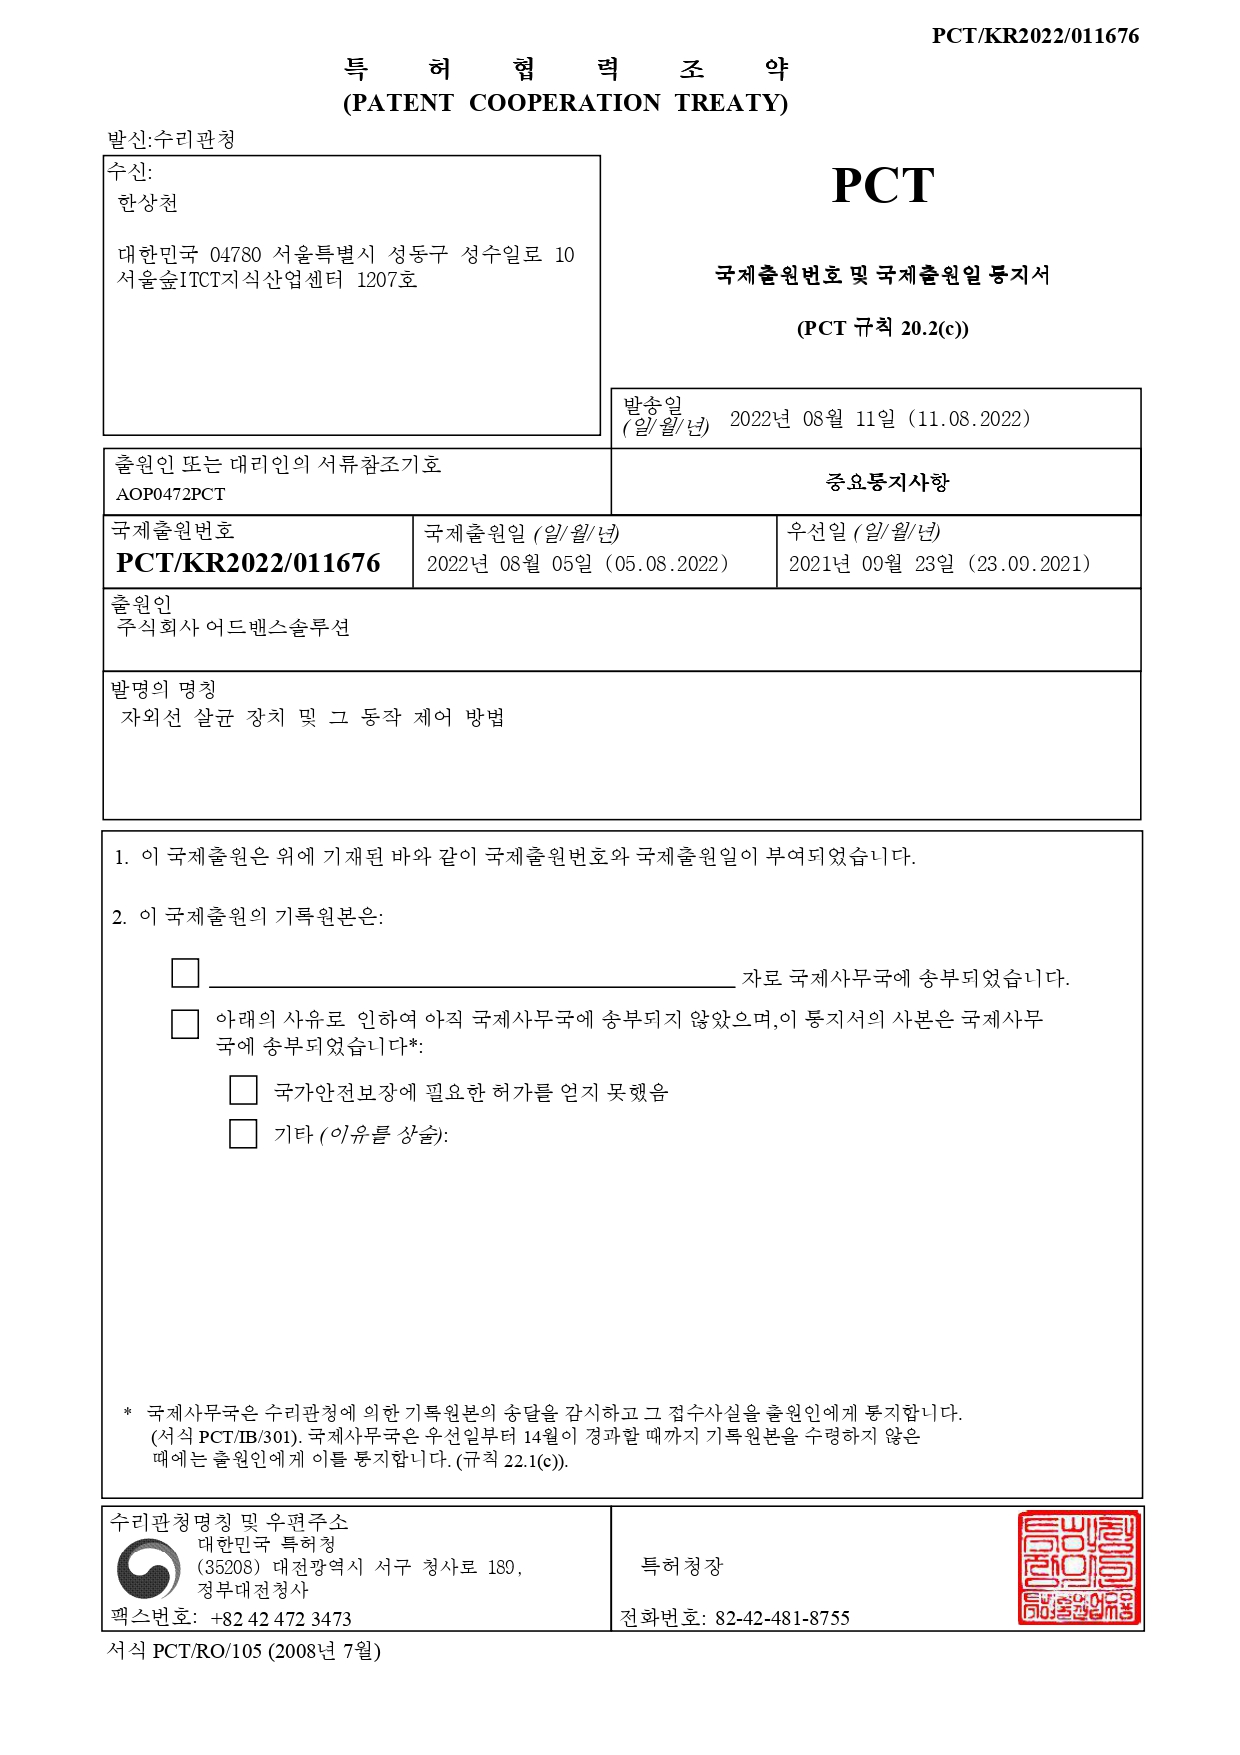 PCT/KR2022/011676
특 허 협 력 조 약
(PATENT COOPERATION TREATY)
발신:수리관청
수신:
한상천
대한민국 04780 서울특별시 성동구 성수일로 10
서울숲ITCT지식산업센터 1207호
PCT
국제출원번호 및 국제출원일 통지서
(PCT 규칙 20.2(c))
발송일
(일/월/년) 2022년 08월 11일 (11.08.2022)
출원인 또는 대리인의 서류참조기호
AOP0472PCT
중요통지사항
국제출원번호
PCT/KR2022/011676
국제출원일 (일/월/년)
2022년 08월 05일 (05.08.2022)
우선일 (일/월/년)
2021년 09월 23일 (23.09.2021)
출원인
주식회사 어드밴스솔루션
발명의 명칭
자외선 살균 장치 및 그 동작 제어 방법
1. 이 국제출원은 위에 기재된 바와 같이 국제출원번호와 국제출원일이 부여되었습니다.
2. 이 국제출원의 기록원본은:
자로 국제사무국에 송부되었습니다.
아래의 사유로 인하여 아직 국제사무국에 송부되지 않았으며,이 통지서의 사본은 국제사무
국에 송부되었습니다*:
국가안전보장에 필요한 허가를 얻지 못했음
기타 (이유를 상술):
* 국제사무국은 수리관청에 의한 기록원본의 송달을 감시하고 그 접수사실을 출원인에게 통지합니다.
(서식 PCT/IB/301). 국제사무국은 우선일부터 14월이 경과할 때까지 기록원본을 수령하지 않은
때에는 출원인에게 이를 통지합니다. (규칙 22.1(c)).
수리관청명칭 및 우편주소
대한민국 특허청
(35208) 대전광역시 서구 청사로 189,
정부대전청사
팩스번호: +82 42 472 3473
특허청장
전화번호: 82-42-481-8755
서식 PCT/RO/105 (2008년 7월)